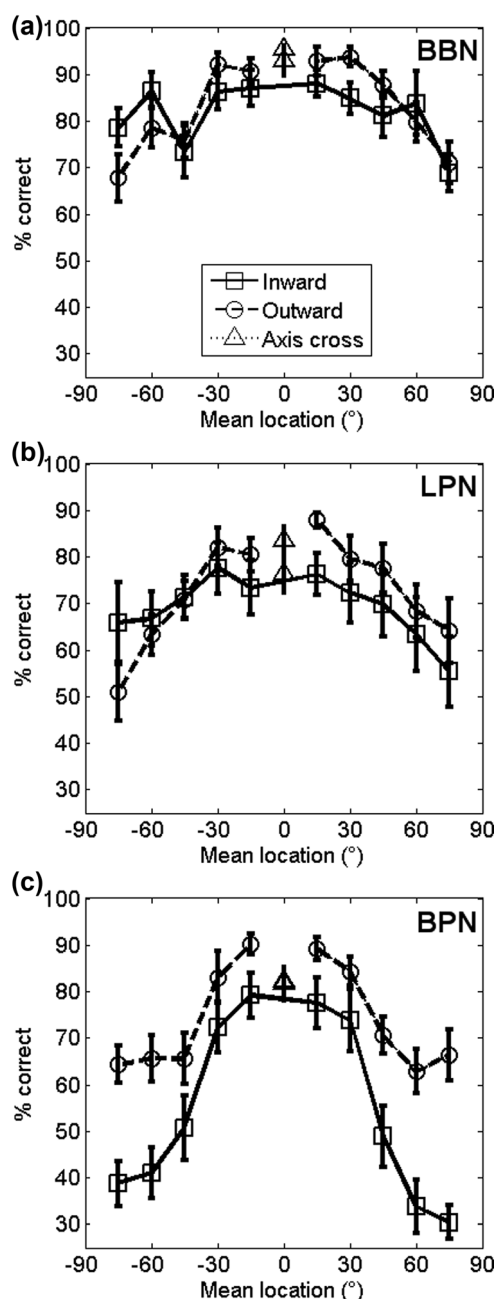 (a)
BBN
100
90
80
70
60
50
40
30
% correct
Inward
Outward
Axis cross
-90 -60 -30 0 30 60 90
Mean location (°)
(b)
LPN
100
90
80
70
60
50
40
30
% correct
-90 -60 -30 0 30 60 90
Mean location (°)
(c)
BPN
100
90
80
70
60
50
40
30
% correct
-90 -60 -30 0 30 60 90
Mean location (°)